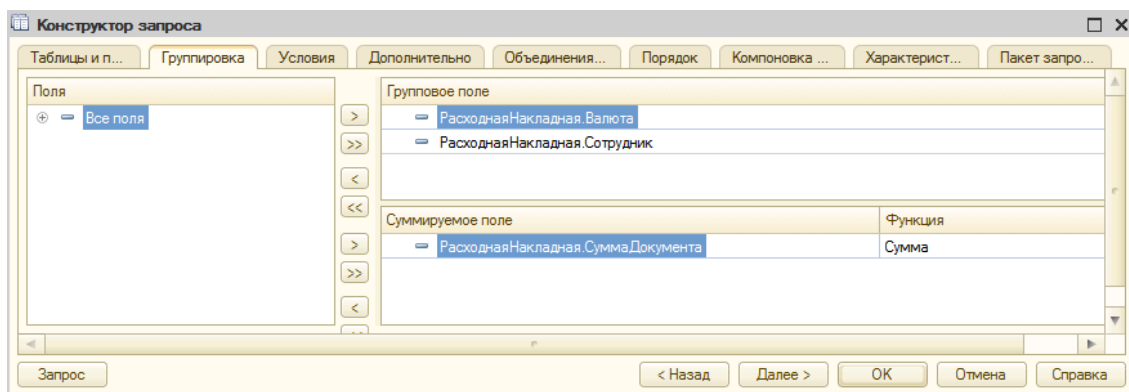 Конструктор запроса
Таблицы и п... Группировка Условия Дополнительно Объединения... Порядок Компоновка ... Характерист... Пакет запро...
Поля Групповое поле
Все поля РасходнаяНакладная.Валюта
РасходнаяНакладная.Сотрудник
Суммируемое поле Функция
РасходнаяНакладная.СуммаДокумента Сумма
>
>>
<
<<
>
>>
<
Запрос < Назад Далее > OK Отмена Справка